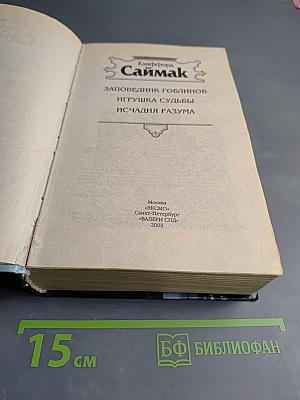 Клиффорд
Саймак
ЗАПОВЕДНИК ГОБЛИНОВ
ИГРУШКА СУДЬБЫ
ИСЧАДИЯ РАЗУМА
Москва
«ЭКСМО»
Санкт-Петербург
«ВАЛЕРИ СПД»
2002
15 СМ
БФ БИБЛИОФАН